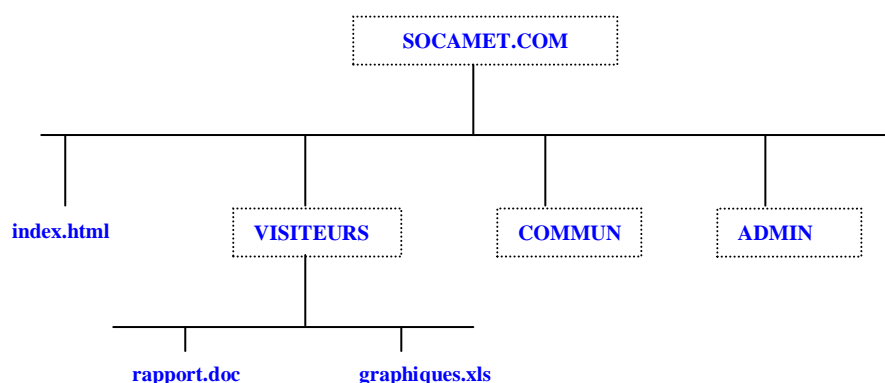 SOCAMET.COM
index.html
VISITEURS
COMMUN
ADMIN
rapport.doc
graphiques.xls